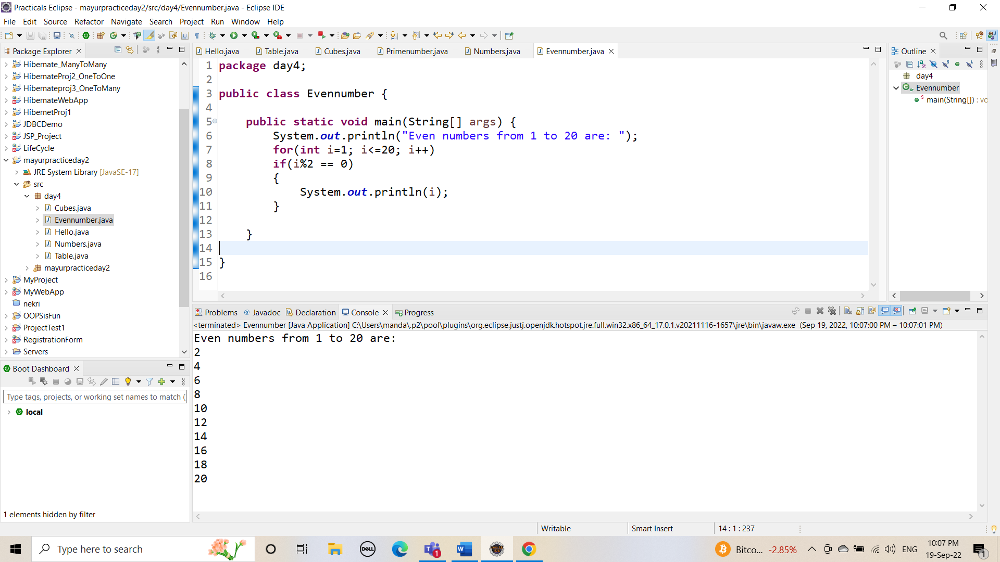 Practicals Eclipse - mayurpracticeday2/src/day4/Evennumber.java - Eclipse IDE
File Edit Source Refactor Navigate Search Project Run Window Help
Package Explorer
Hibernate_ManyToMany
HibernateProj2_OneToOne
Hibernateproj3_OneToMany
HibernateWebApp
HibernetProj1
JDBCDemo
JSP_Project
LifeCycle
mayurpracticeday2
JRE System Library [JavaSE-17]
src
day4
Cubes.java
Evennumber.java
Hello.java
Numbers.java
Table.java
mayurpracticeday2
MyProject
MyWebApp
nekri
OOPSisFun
ProjectTest1
RegistrationForm
Servers
Boot Dashboard
Type tags, projects, or working set names to match (
local
1 elements hidden by filter
Hello.java Table.java Cubes.java Primenumber.java Numbers.java Evennumber.java
1 package day4;
2
3 public class Evennumber {
4
5 public static void main(String[] args) {
6 System.out.println("Even numbers from 1 to 20 are: ");
7 for(int i=1; i<=20; i++)
8 if(i%2 == 0)
9 {
10 System.out.println(i);
11 }
12
13 }
14
15 }
16
Outline
day4
Evennumber
main(String[]) : vo
Problems @ Javadoc Declaration Console Progress
<terminated> Evennumber [Java Application] C:\Users\manda\.p2\pool\plugins\org.eclipse.justj.openjdk.hotspot.jre.full.win32.x86_64_17.0.1.v20211116-1657\jre\bin\javaw.exe (Sep 19, 2022, 10:07:00 PM – 10:07:01 PM)
Even numbers from 1 to 20 are:
2
4
6
8
10
12
14
16
18
20
Writable Smart Insert 14 : 1 : 237
Type here to search
DELL
1
Bitco... -2.85%
ENG
10:07 PM
19-Sep-22
1